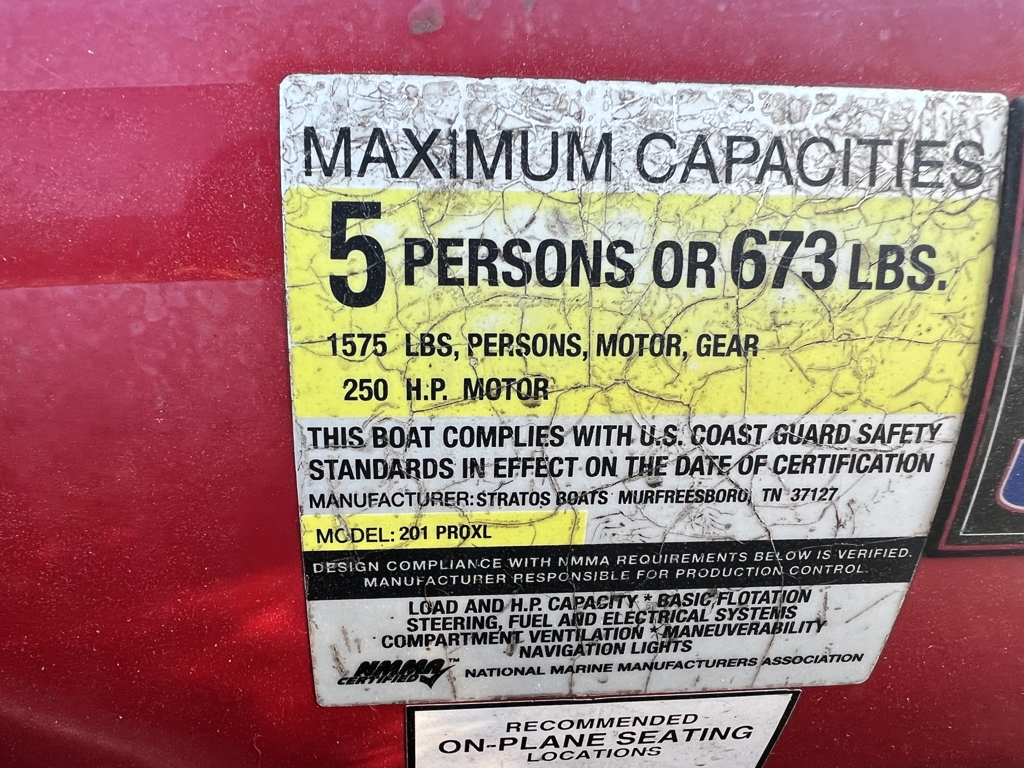 MAXIMUM CAPACITIES
5 PERSONS OR 673 LBS.
1575 LBS, PERSONS, MOTOR, GEAR
250 H.P. MOTOR
THIS BOAT COMPLIES WITH U.S. COAST GUARD SAFETY
STANDARDS IN EFFECT ON THE DATE OF CERTIFICATION
MANUFACTURER: STRATOS BOATS MURFREESBORO, TN 37127
MODEL: 201 PROXL
DESIGN COMPLIANCE WITH NMMA REQUIREMENTS BELOW IS VERIFIED.
MANUFACTURER RESPONSIBLE FOR PRODUCTION CONTROL.
LOAD AND H.P. CAPACITY * BASIC FLOTATION
STEERING, FUEL AND ELECTRICAL SYSTEMS
COMPARTMENT VENTILATION * MANEUVERABILITY
NAVIGATION LIGHTS
NMMA™ CERTIFIED NATIONAL MARINE MANUFACTURERS ASSOCIATION
RECOMMENDED
ON-PLANE SEATING
LOCATIONS